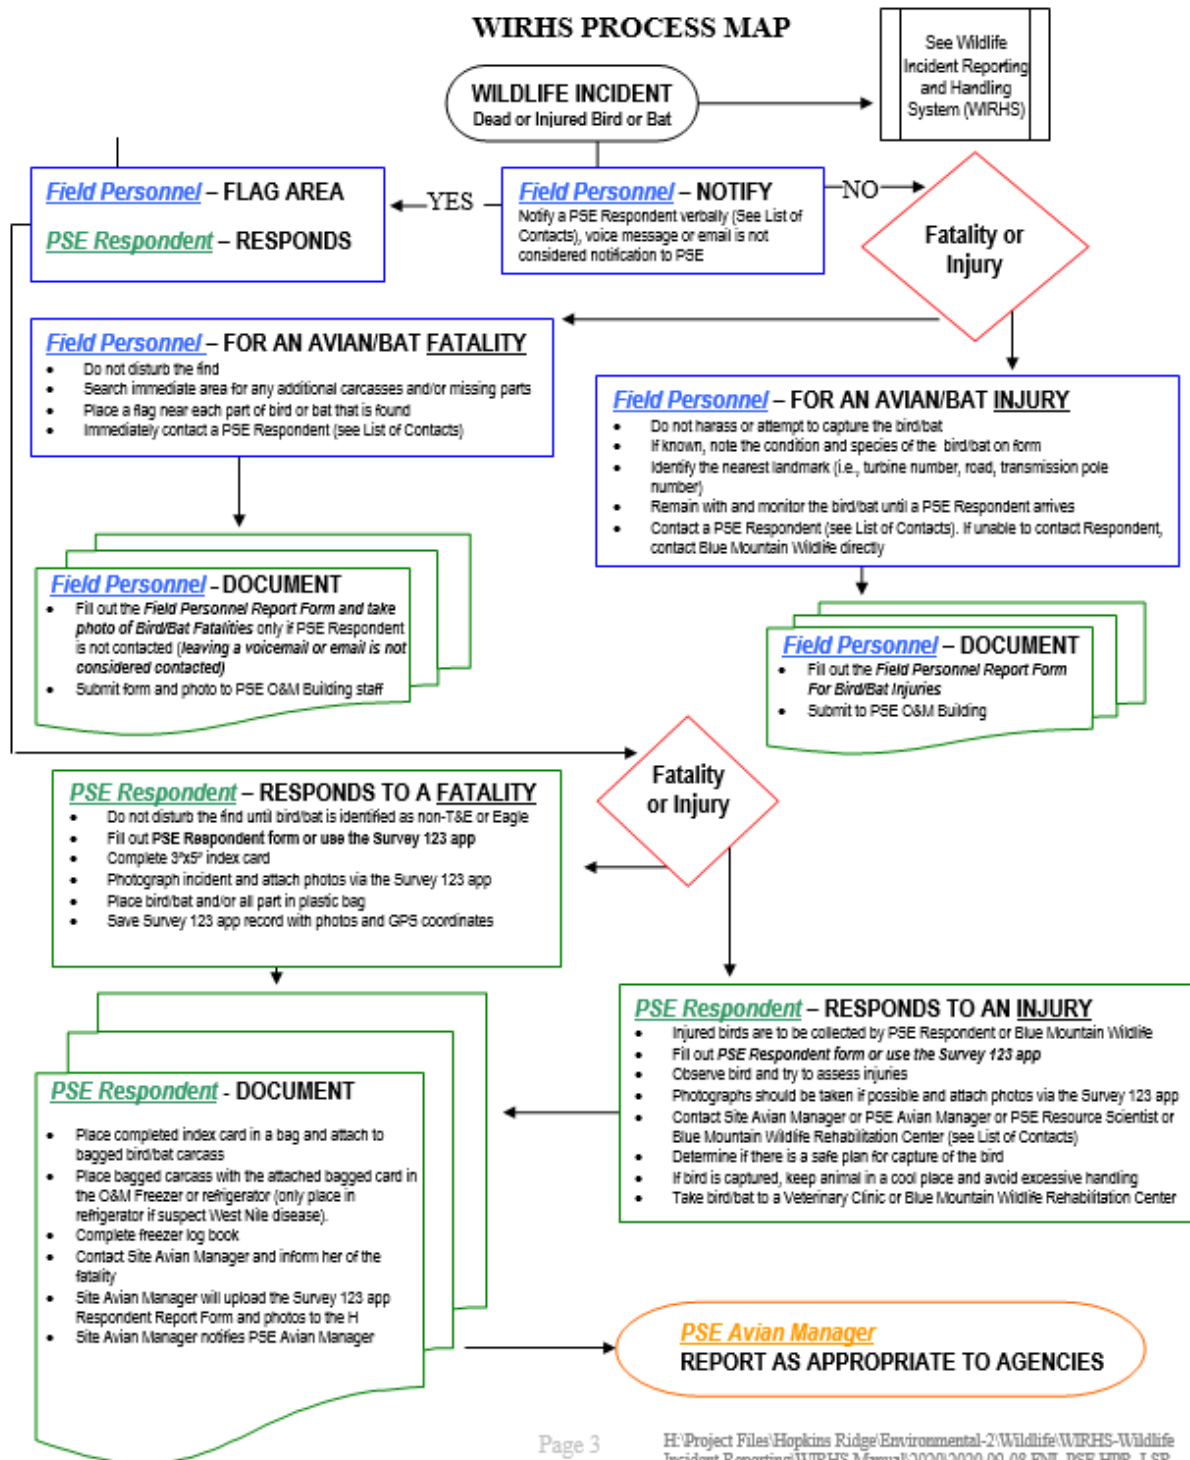 WIRHS PROCESS MAP
See Wildlife
Incident Reporting
and Handling
System (WIRHS)
WILDLIFE INCIDENT
Dead or Injured Bird or Bat
Field Personnel – FLAG AREA
PSE Respondent – RESPONDS
YES
Field Personnel – NOTIFY
Notify a PSE Respondent verbally (See List of
Contacts), voice message or email is not
considered notification to PSE
NO
Fatality or
Injury
Field Personnel – FOR AN AVIAN/BAT FATALITY
• Do not disturb the find
• Search immediate area for any additional carcasses and/or missing parts
• Place a flag near each part of bird or bat that is found
• Immediately contact a PSE Respondent (see List of Contacts)
Field Personnel – FOR AN AVIAN/BAT INJURY
• Do not harass or attempt to capture the bird/bat
• If known, note the condition and species of the bird/bat on form
• Identify the nearest landmark (i.e., turbine number, road, transmission pole
number)
• Remain with and monitor the bird/bat until a PSE Respondent arrives
• Contact a PSE Respondent (see List of Contacts). If unable to contact Respondent,
contact Blue Mountain Wildlife directly
Field Personnel – DOCUMENT
• Fill out the Field Personnel Report Form and take
photo of Bird/Bat Fatalities only if PSE Respondent
is not contacted (leaving a voicemail or email is not
considered contacted)
• Submit form and photo to PSE O&M Building staff
Field Personnel – DOCUMENT
• Fill out the Field Personnel Report Form
For Bird/Bat Injuries
• Submit to PSE O&M Building
Fatality
or Injury
PSE Respondent – RESPONDS TO A FATALITY
• Do not disturb the find until bird/bat is identified as non-T&E or Eagle
• Fill out PSE Respondent form or use the Survey 123 app
• Complete 3"x5" index card
• Photograph incident and attach photos via the Survey 123 app
• Place bird/bat and/or all part in plastic bag
• Save Survey 123 app record with photos and GPS coordinates
PSE Respondent – RESPONDS TO AN INJURY
• Injured birds are to be collected by PSE Respondent or Blue Mountain Wildlife
• Fill out PSE Respondent form or use the Survey 123 app
• Observe bird and try to assess injuries
• Photographs should be taken if possible and attach photos via the Survey 123 app
• Contact Site Avian Manager or PSE Avian Manager or PSE Resource Scientist or
Blue Mountain Wildlife Rehabilitation Center (see List of Contacts)
• Determine if there is a safe plan for capture of the bird
• If bird is captured, keep animal in a cool place and avoid excessive handling
• Take bird/bat to a Veterinary Clinic or Blue Mountain Wildlife Rehabilitation Center
PSE Respondent - DOCUMENT
• Place completed index card in a bag and attach to
bagged bird/bat carcass
• Place bagged carcass with the attached bagged card in
the O&M Freezer or refrigerator (only place in
refrigerator if suspect West Nile disease).
• Complete freezer log book
• Contact Site Avian Manager and inform her of the
fatality
• Site Avian Manager will upload the Survey 123 app
Respondent Report Form and photos to the H
• Site Avian Manager notifies PSE Avian Manager
PSE Avian Manager
REPORT AS APPROPRIATE TO AGENCIES
Page 3
H:\Project Files\Hopkins Ridge\Environmental-2\Wildlife\WIRHS-Wildlife
Incident Reporting\WIRHS Manual\2020\2020-09-08 FNL PSE HPR, LSR